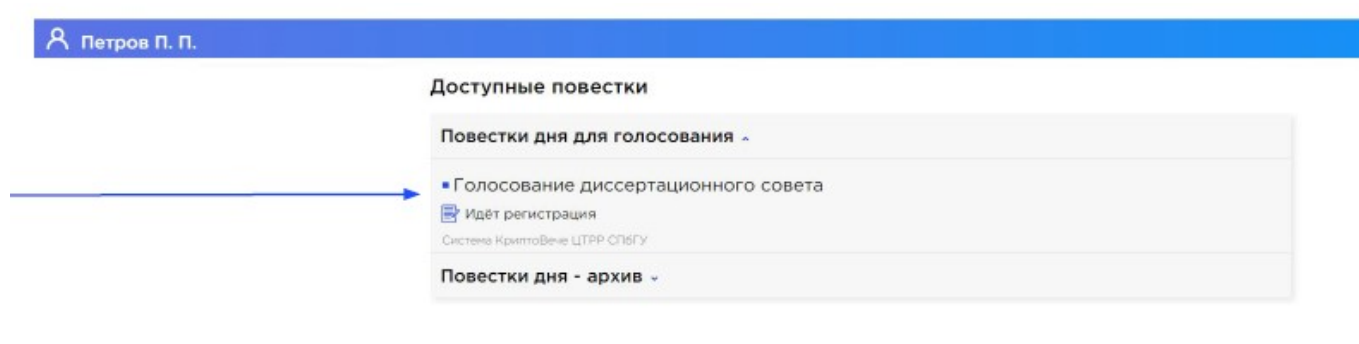 Петров П. П.
Доступные повестки
Повестки дня для голосования
Голосование диссертационного совета
Идёт регистрация
Система КриптоВече ЦТРР СПбГУ
Повестки дня - архив